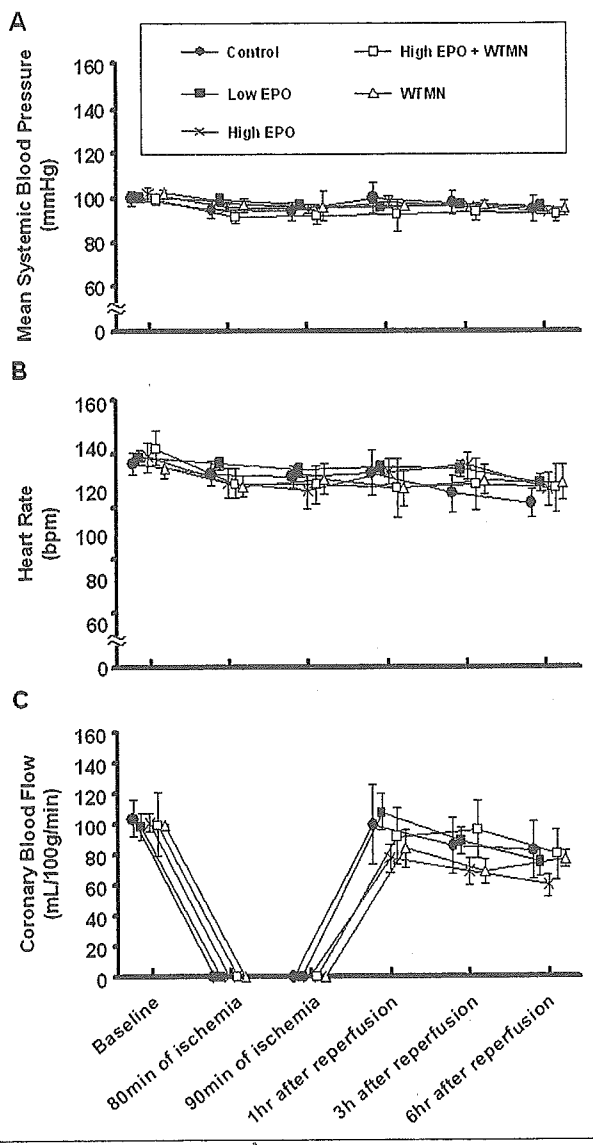 A
Control
High EPO + WTMN
Low EPO
WTMN
High EPO
Mean Systemic Blood Pressure
(mmHg)
160
140
120
100
80
60
0
B
Heart Rate
(bpm)
160
140
120
100
80
60
0
C
Coronary Blood Flow
(mL/100g/min)
160
140
120
100
80
60
40
20
0
Baseline
80min of ischemia
90min of ischemia
1hr after reperfusion
3h after reperfusion
6hr after reperfusion